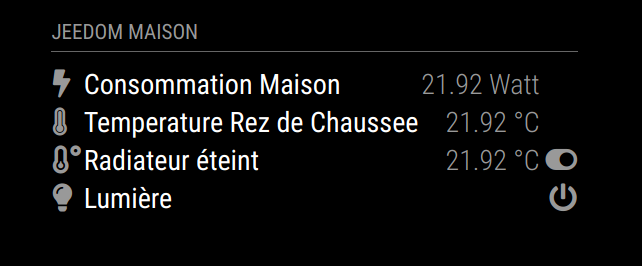 JEEDOM MAISON
Consommation Maison 21.92 Watt
Temperature Rez de Chaussee 21.92 °C
Radiateur éteint 21.92 °C
Lumière